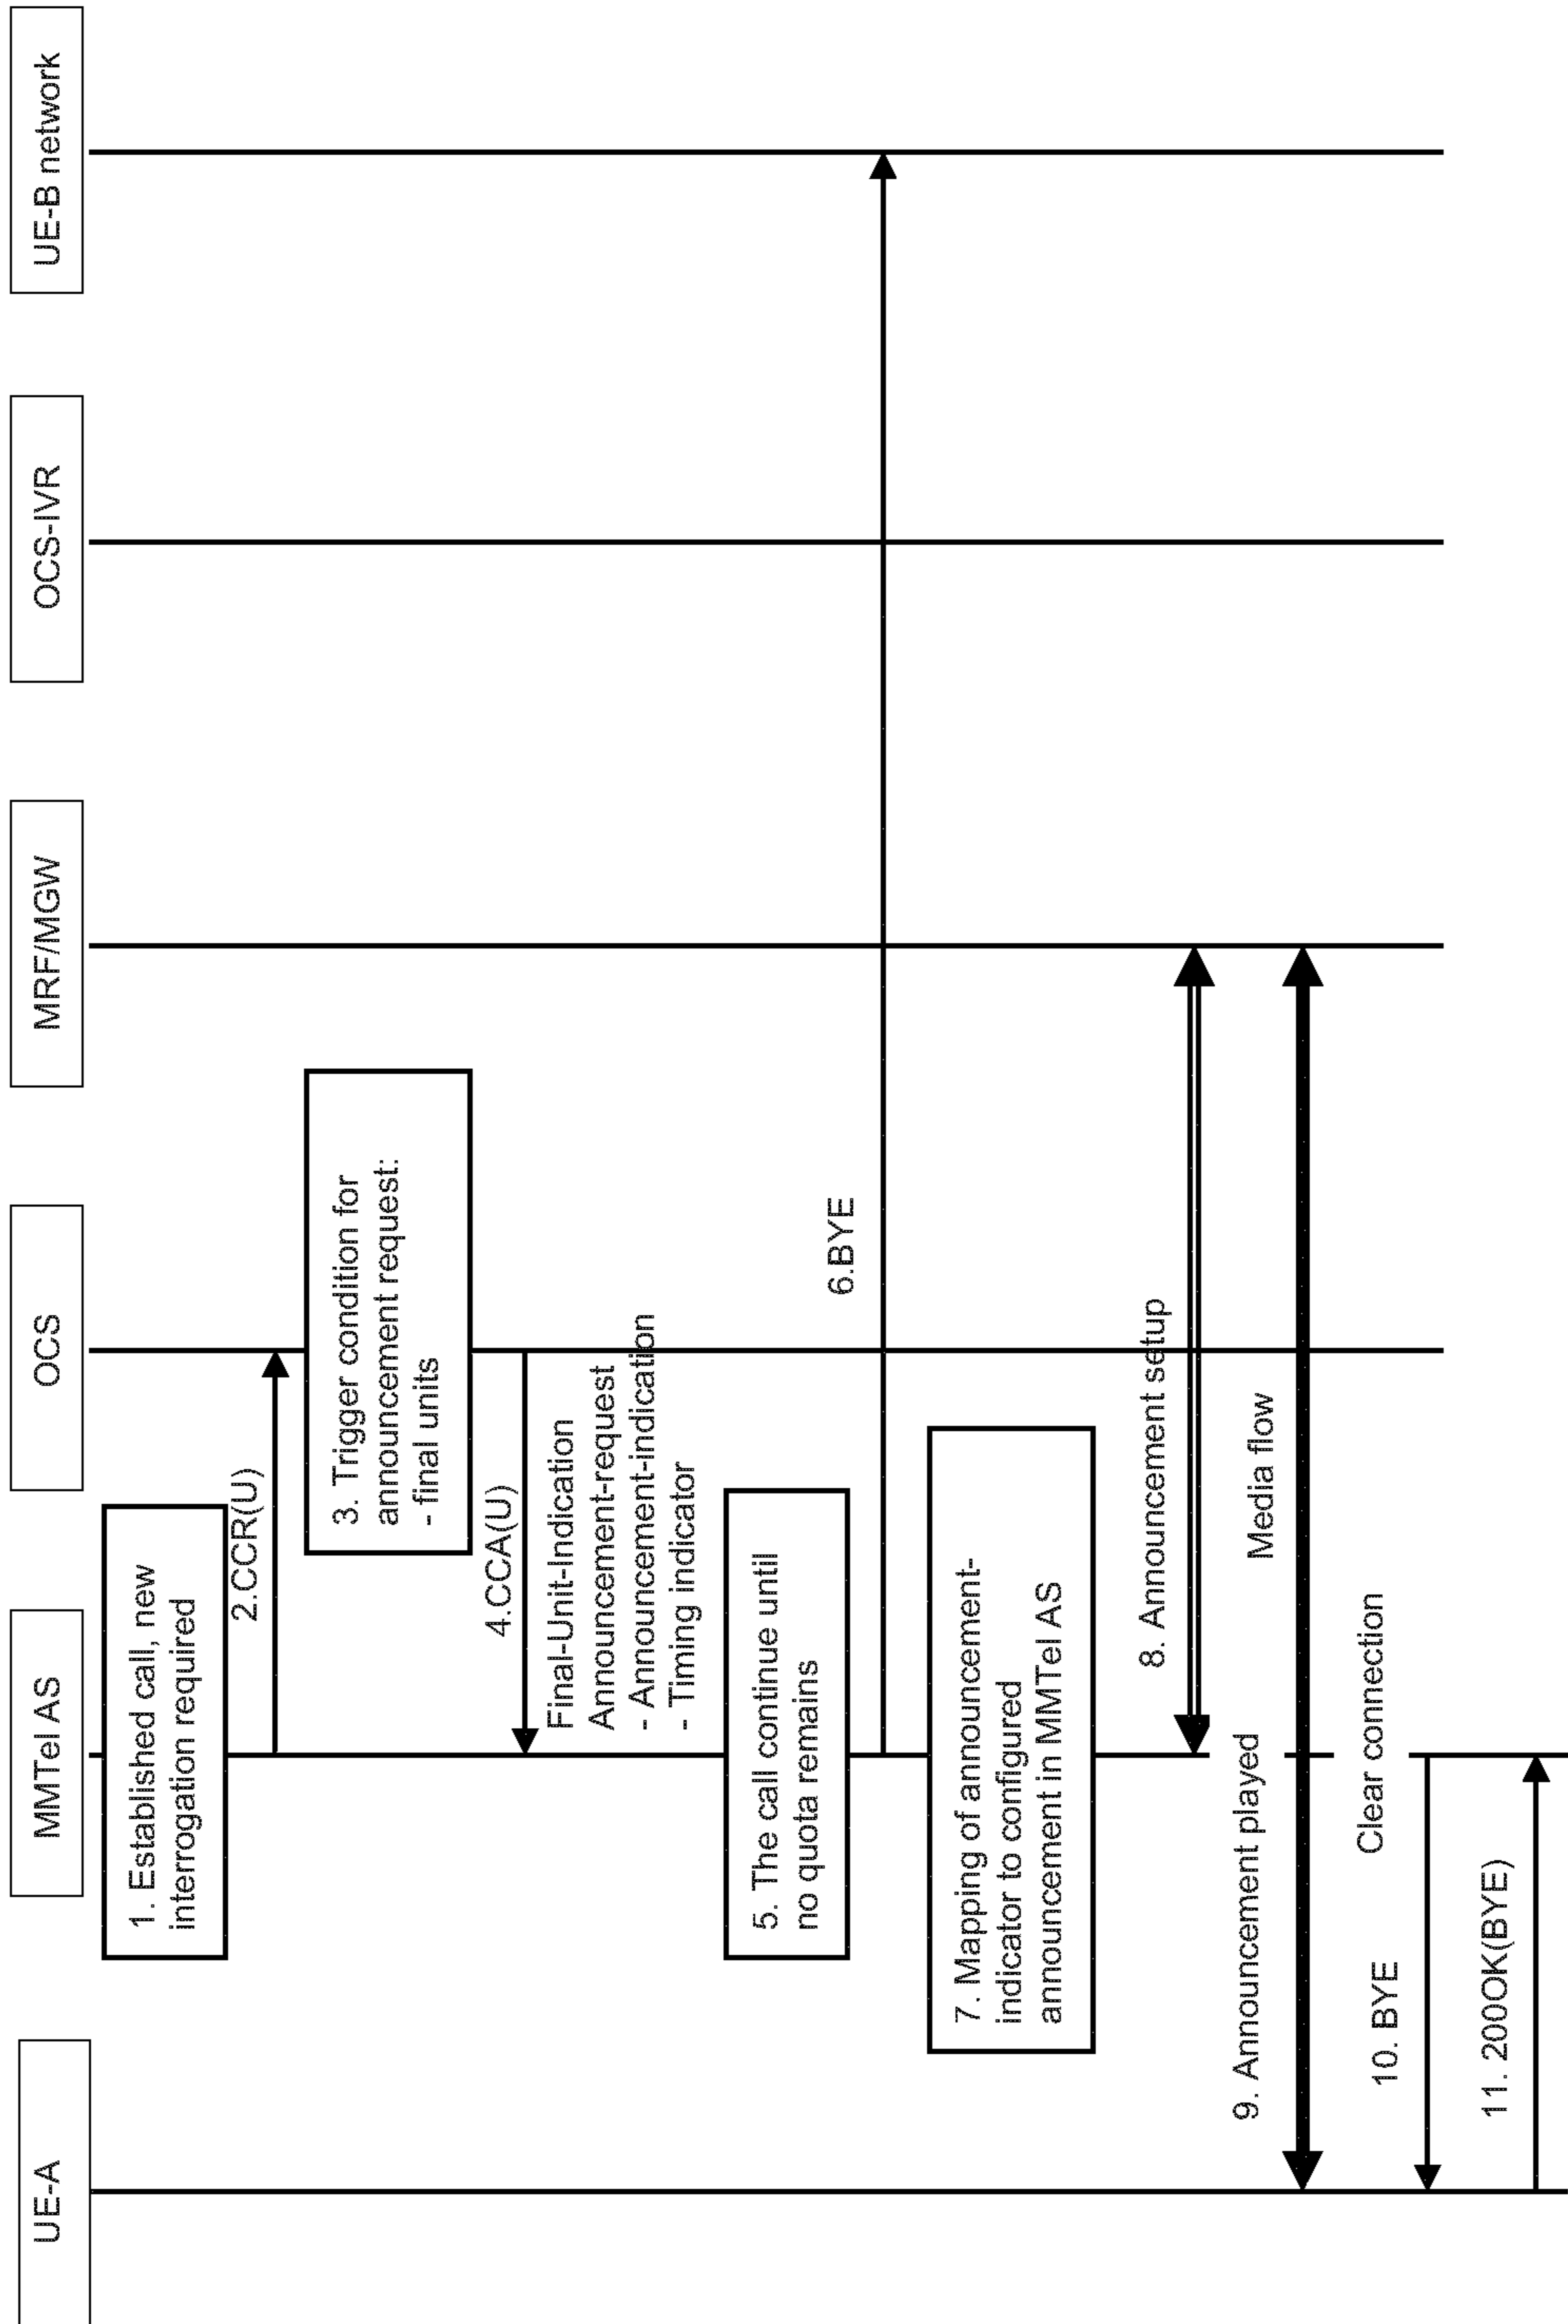 UE-A
MMTel AS
OCS
MRF/MGW
OCS-IVR
UE-B network
1. Established call, new
interrogation required
2.CCR(U)
3. Trigger condition for
announcement request:
- final units
4.CCA(U)
Final-Unit-Indication
Announcement-request
- Announcement-indication
- Timing indicator
5. The call continue until
no quota remains
6.BYE
7. Mapping of announcement-
indicator to configured
announcement in MMTel AS
8. Announcement setup
9. Announcement played
Media flow
Clear connection
10. BYE
11. 200OK(BYE)